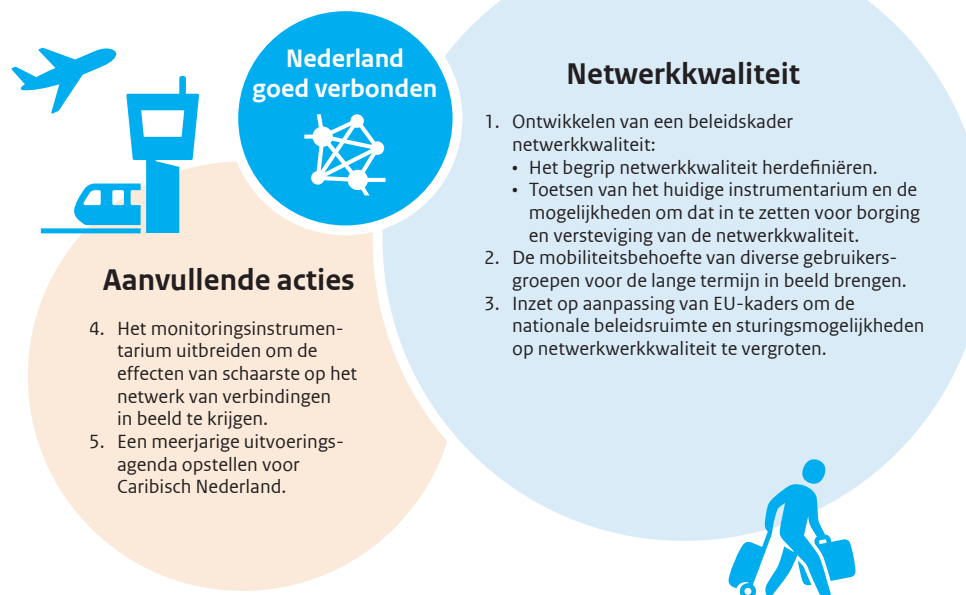 Nederland
goed verbonden
Netwerkkwaliteit
1. Ontwikkelen van een beleidskader
netwerkkwaliteit:
• Het begrip netwerkkwaliteit herdefiniëren.
• Toetsen van het huidige instrumentarium en de
mogelijkheden om dat in te zetten voor borging
en versteviging van de netwerkkwaliteit.
2. De mobiliteitsbehoefte van diverse gebruikers-
groepen voor de lange termijn in beeld brengen.
3. Inzet op aanpassing van EU-kaders om de
nationale beleidsruimte en sturingsmogelijkheden
op netwerkwerkkwaliteit te vergroten.
Aanvullende acties
4. Het monitoringsinstrumen-
tarium uitbreiden om de
effecten van schaarste op het
netwerk van verbindingen
in beeld te krijgen.
5. Een meerjarige uitvoerings-
agenda opstellen voor
Caribisch Nederland.